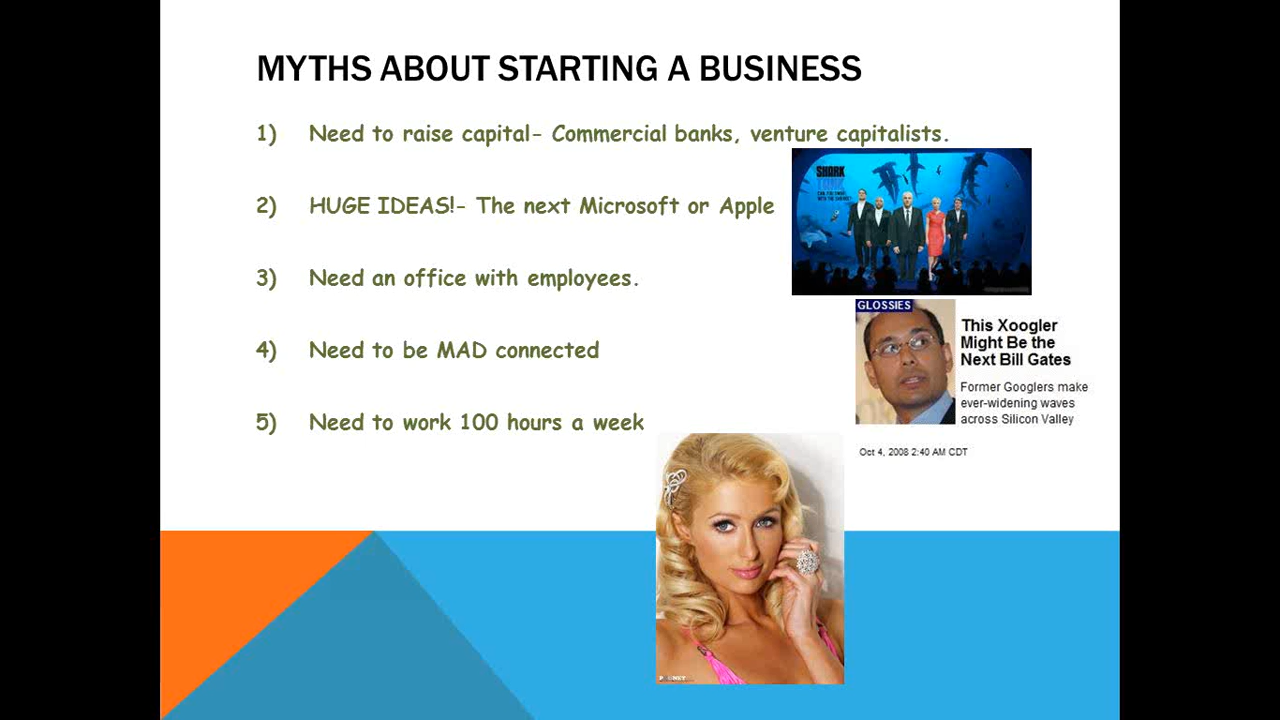 MYTHS ABOUT STARTING A BUSINESS
1) Need to raise capital- Commercial banks, venture capitalists.
2) HUGE IDEAS!- The next Microsoft or Apple
3) Need an office with employees.
4) Need to be MAD connected
5) Need to work 100 hours a week
SHARK
TANK
GLOSSIES
This Xoogler
Might Be the
Next Bill Gates
Former Googlers make
ever-widening waves
across Silicon Valley
Oct 4, 2008 2:40 AM CDT